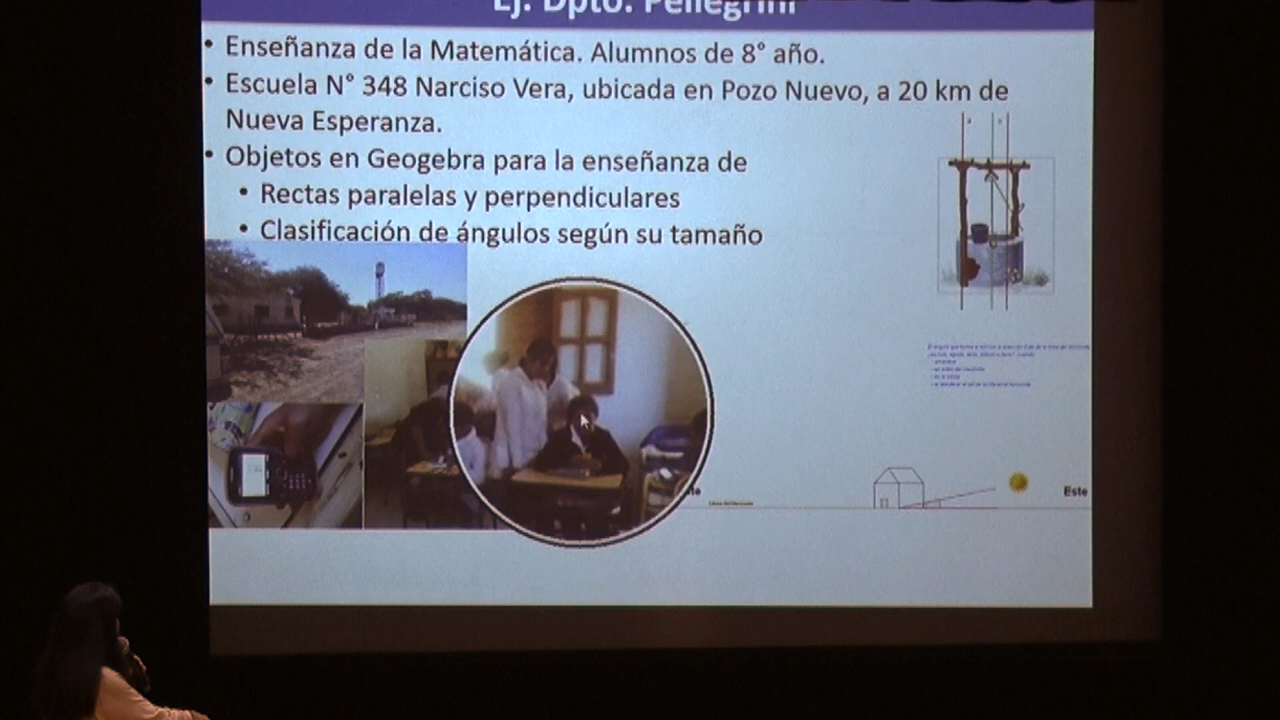 Ej. Dpto. Pellegrini
• Enseñanza de la Matemática. Alumnos de 8° año.
• Escuela N° 348 Narciso Vera, ubicada en Pozo Nuevo, a 20 km de
Nueva Esperanza.
• Objetos en Geogebra para la enseñanza de
• Rectas paralelas y perpendiculares
• Clasificación de ángulos según su tamaño
Este